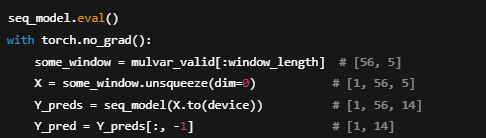 seq_model.eval()
with torch.no_grad():
    some_window = mulvar_valid[:window_length]  # [56, 5]
    X = some_window.unsqueeze(dim=0)            # [1, 56, 5]
    Y_preds = seq_model(X.to(device))           # [1, 56, 14]
    Y_pred = Y_preds[:, -1]                     # [1, 14]